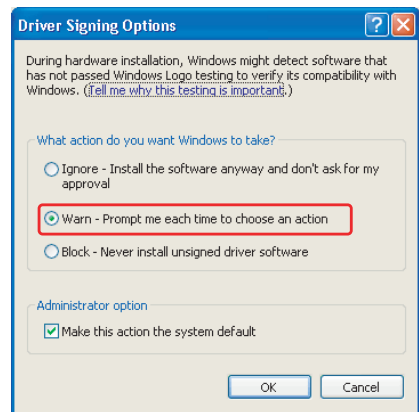 Driver Signing Options
During hardware installation, Windows might detect software that
has not passed Windows Logo testing to verify its compatibility with
Windows. (Tell me why this testing is important.)
What action do you want Windows to take?
Ignore - Install the software anyway and don't ask for my
approval
Warn - Prompt me each time to choose an action
Block - Never install unsigned driver software
Administrator option
Make this action the system default
OK
Cancel